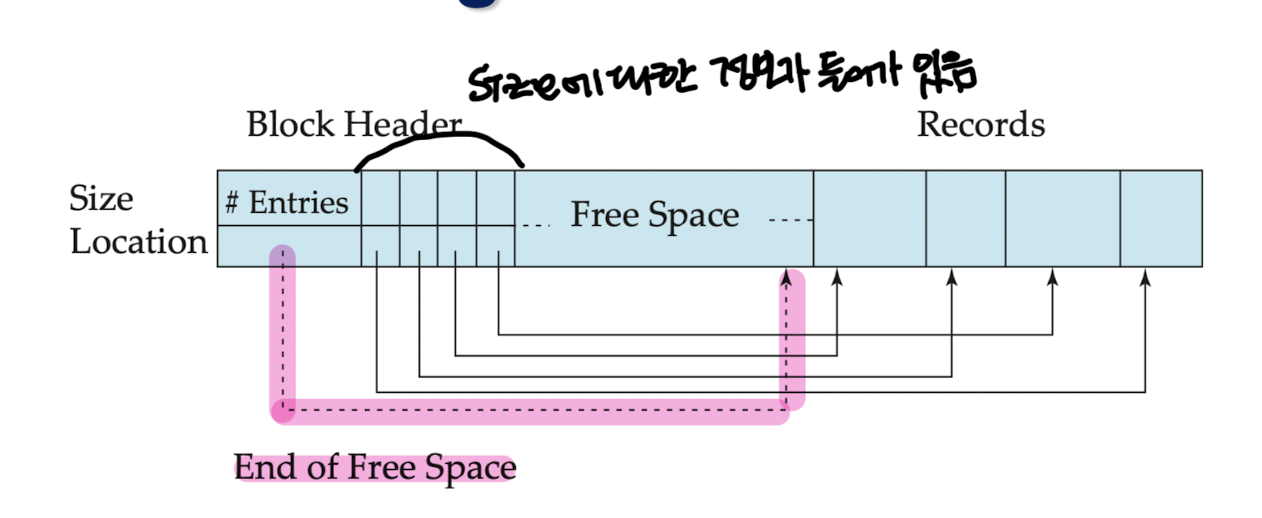 Size에 대한 정보가 들어가 있음
Block Header
Records
Size
# Entries
Free Space
Location
End of Free Space